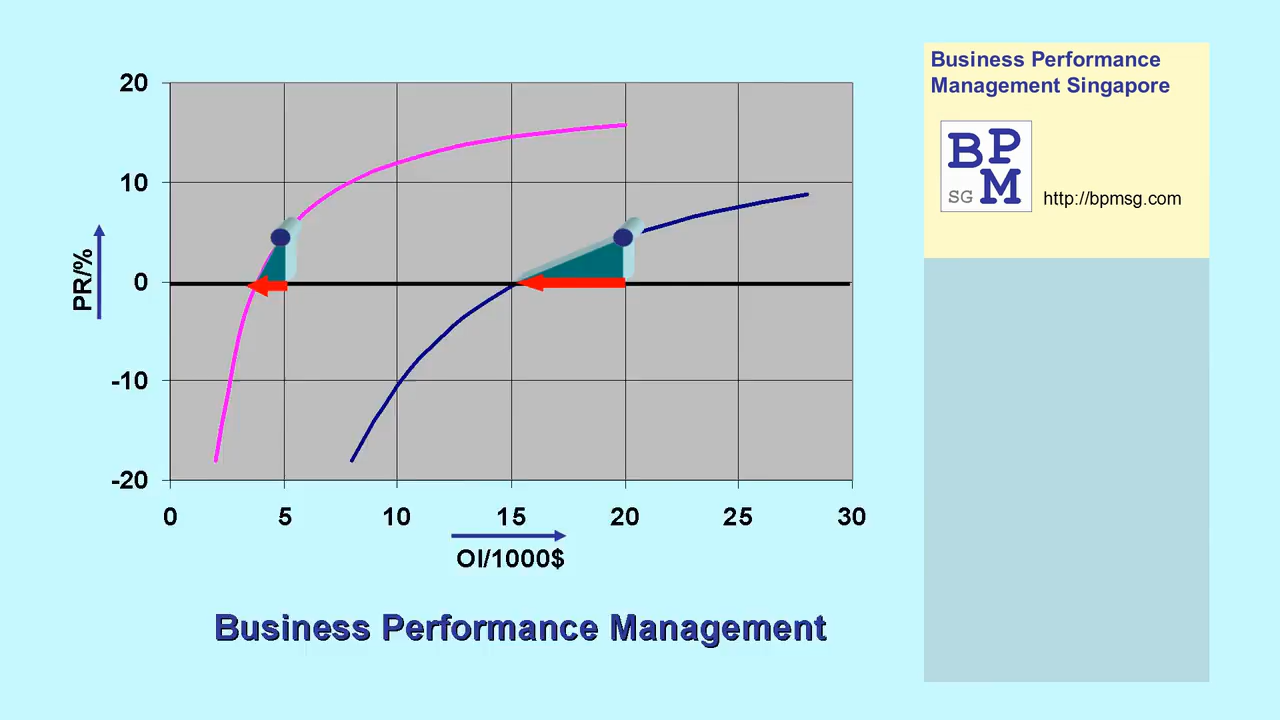 20
10
0
-10
-20
PR/%
0 5 10 15 20 25 30
OI/1000$
Business Performance Management
Business Performance
Management Singapore
BPM
SG
http://bpmsg.com